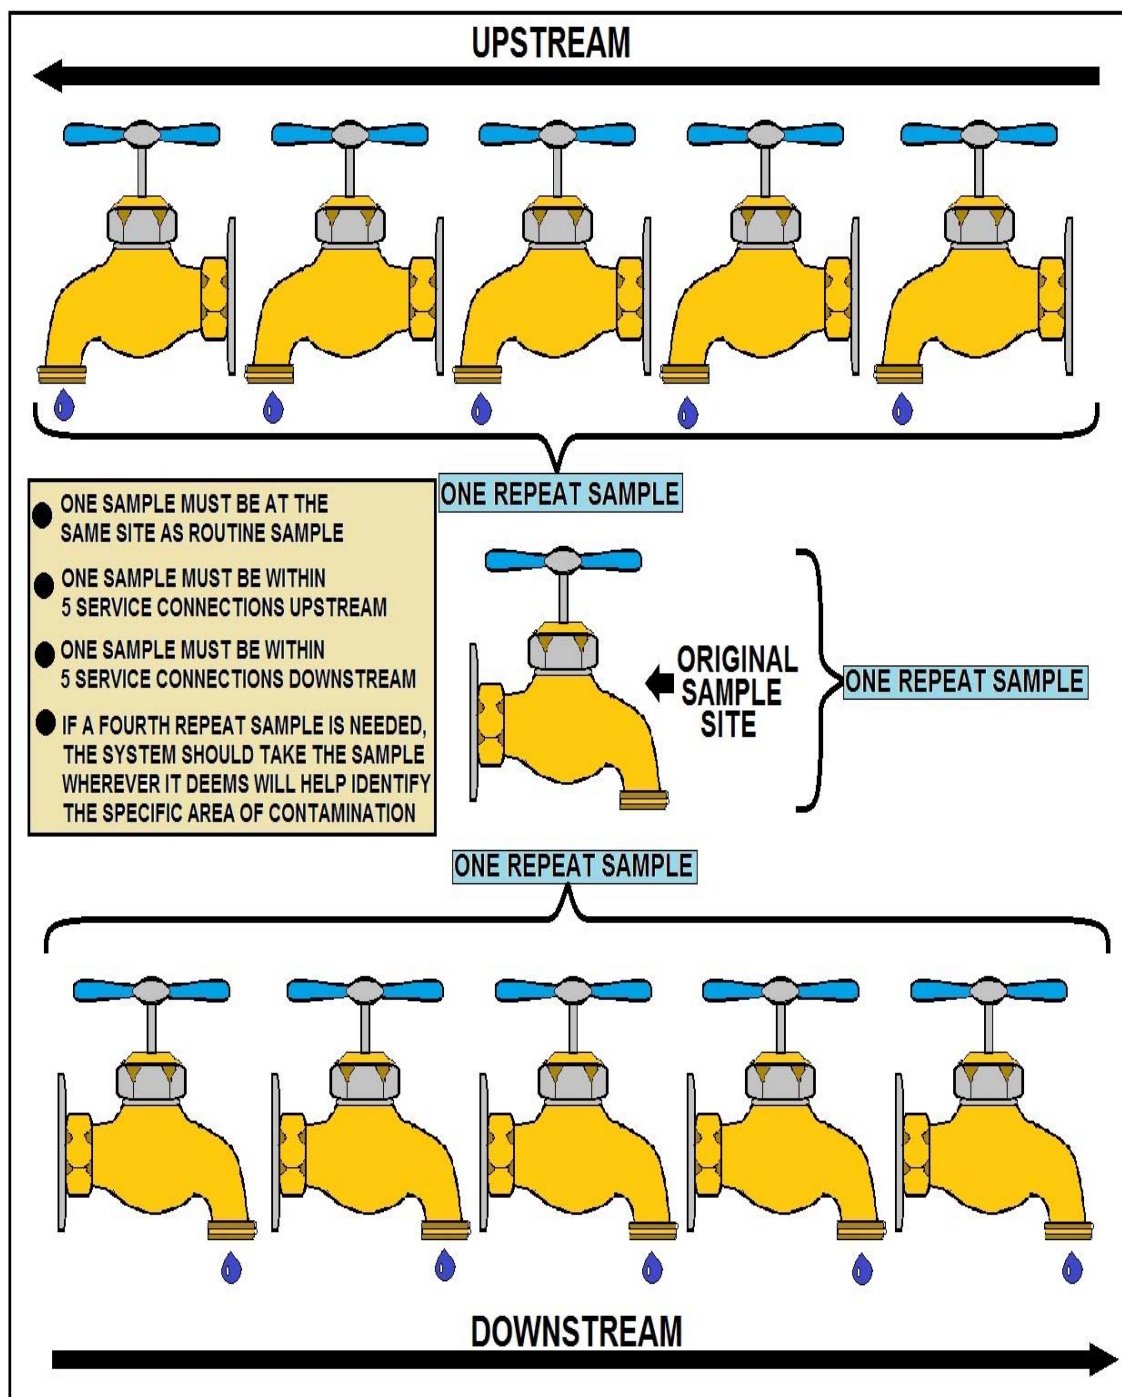 UPSTREAM
ONE REPEAT SAMPLE
ONE SAMPLE MUST BE AT THE
SAME SITE AS ROUTINE SAMPLE
ONE SAMPLE MUST BE WITHIN
5 SERVICE CONNECTIONS UPSTREAM
ONE SAMPLE MUST BE WITHIN
5 SERVICE CONNECTIONS DOWNSTREAM
IF A FOURTH REPEAT SAMPLE IS NEEDED,
THE SYSTEM SHOULD TAKE THE SAMPLE
WHEREVER IT DEEMS WILL HELP IDENTIFY
THE SPECIFIC AREA OF CONTAMINATION
ORIGINAL
SAMPLE
SITE
ONE REPEAT SAMPLE
ONE REPEAT SAMPLE
DOWNSTREAM